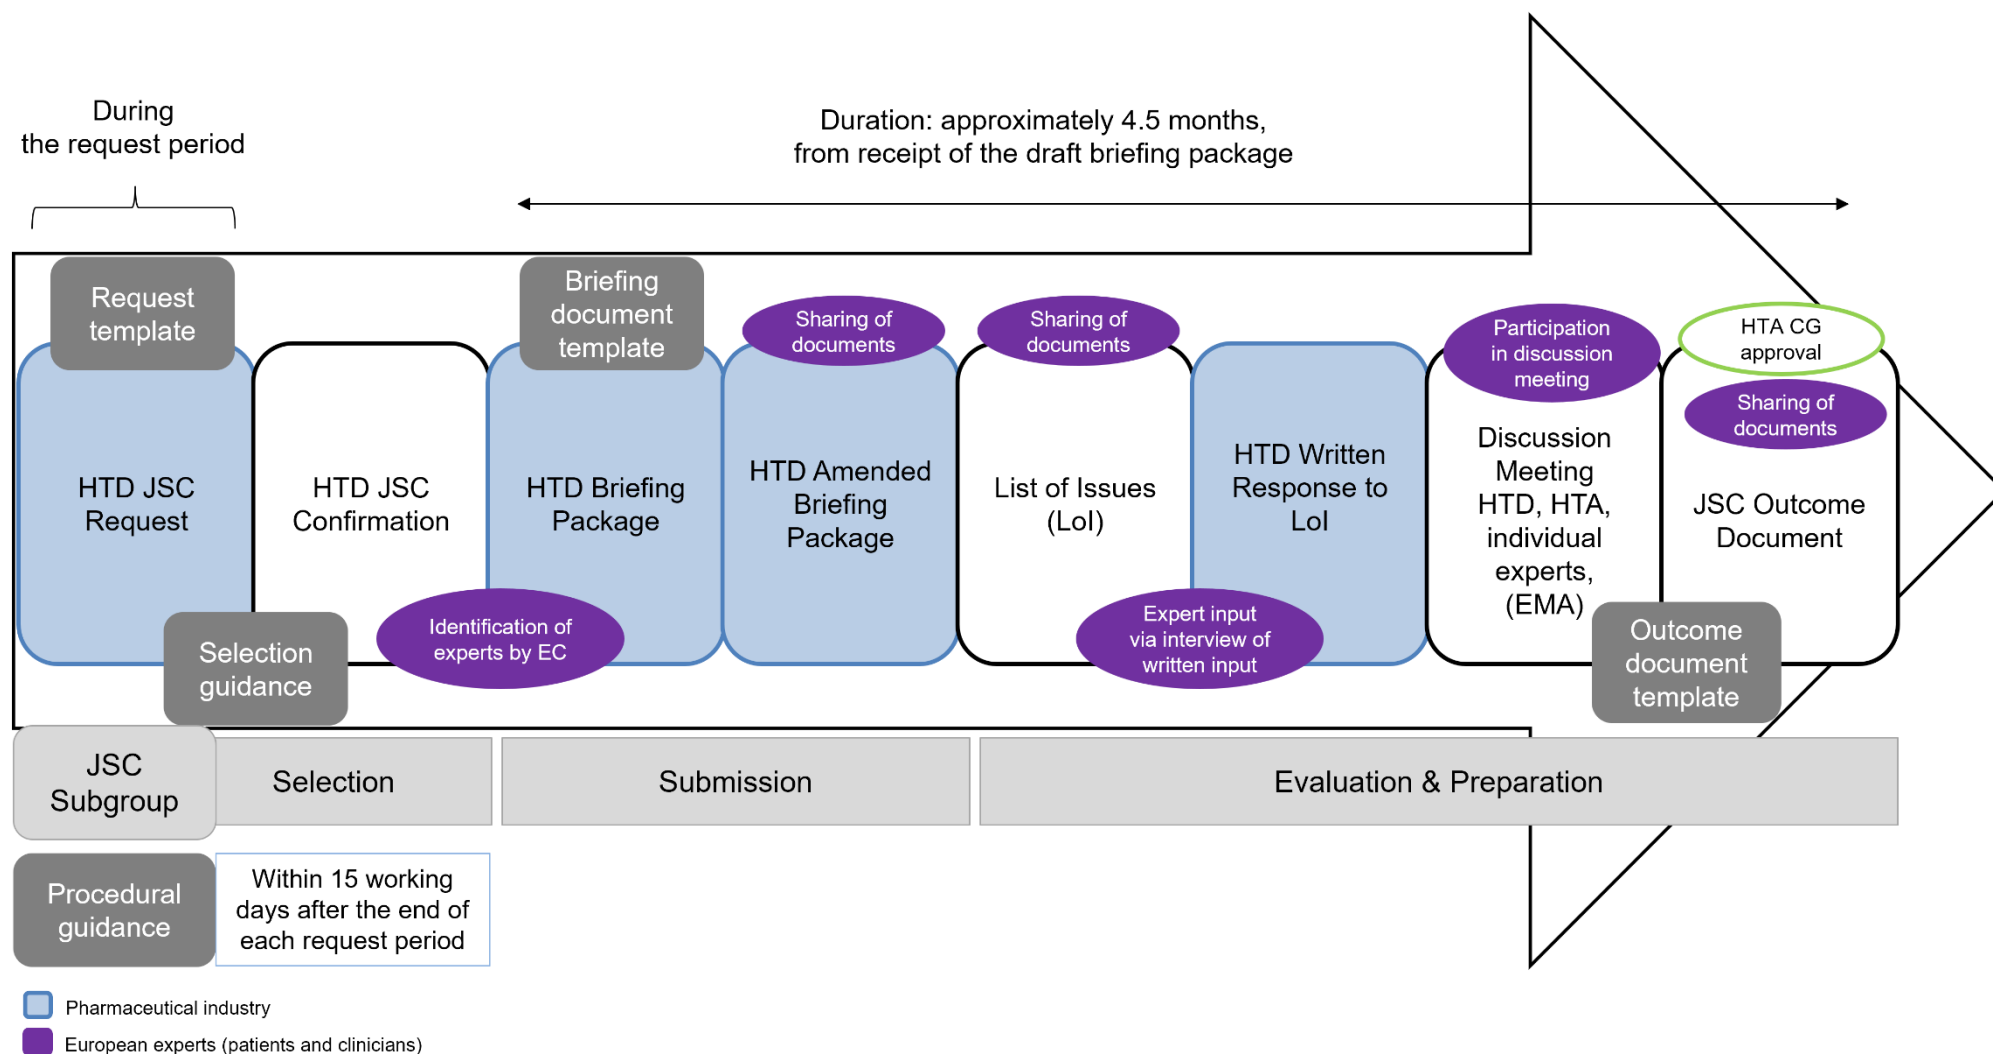 During
the request period
Duration: approximately 4.5 months,
from receipt of the draft briefing package
Request
template
HTD JSC
Request
Selection
guidance
HTD JSC
Confirmation
Identification of
experts by EC
Briefing
document
template
HTD Briefing
Package
Sharing of
documents
HTD Amended
Briefing
Package
Sharing of
documents
List of Issues
(LoI)
Expert input
via interview of
written input
HTD Written
Response to
LoI
Participation
in discussion
meeting
Discussion
Meeting
HTD, HTA,
individual
experts,
(EMA)
Outcome
document
template
HTA CG
approval
Sharing of
documents
JSC Outcome
Document
JSC
Subgroup
Selection
Submission
Evaluation & Preparation
Procedural
guidance
Within 15 working
days after the end of
each request period
Pharmaceutical industry
European experts (patients and clinicians)